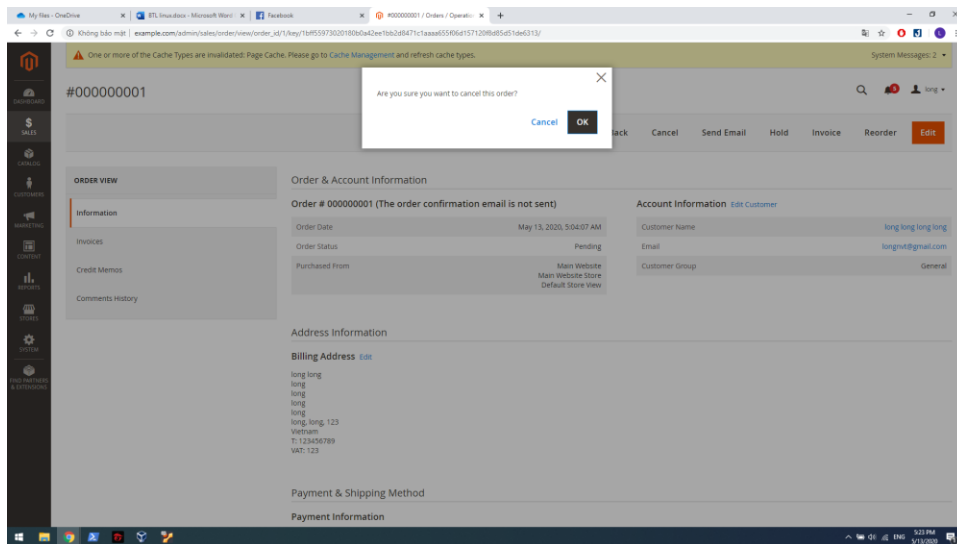 My files - OneDrive
BTL linux.docx - Microsoft Word
Facebook
#000000001 / Orders / Operatio
Không bảo mật | example.com/admin/sales/order/view/order_id/1/key/
One or more of the Cache Types are invalidated: Page Cache. Please go to Cache Management and refresh cache types.
System Messages: 2
#000000001
long
Are you sure you want to cancel this order?
Cancel
OK
Back
Cancel
Send Email
Hold
Invoice
Reorder
Edit
DASHBOARD
SALES
CATALOG
CUSTOMERS
MARKETING
CONTENT
REPORTS
STORES
SYSTEM
FIND PARTNERS
& EXTENSIONS
ORDER VIEW
Information
Invoices
Credit Memos
Comments History
Order & Account Information
Order # 000000001 (The order confirmation email is not sent)
Order Date May 13, 2020, 5:04:07 AM
Order Status Pending
Purchased From Main Website
Main Website Store
Default Store View
Account Information Edit Customer
Customer Name long long long long
Email
Customer Group General
Address Information
Billing Address Edit
long long
long
long
long
long
long, long, 123
Vietnam
T: 123456789
VAT: 123
Payment & Shipping Method
Payment Information
ENG
5:23 PM
5/13/2020